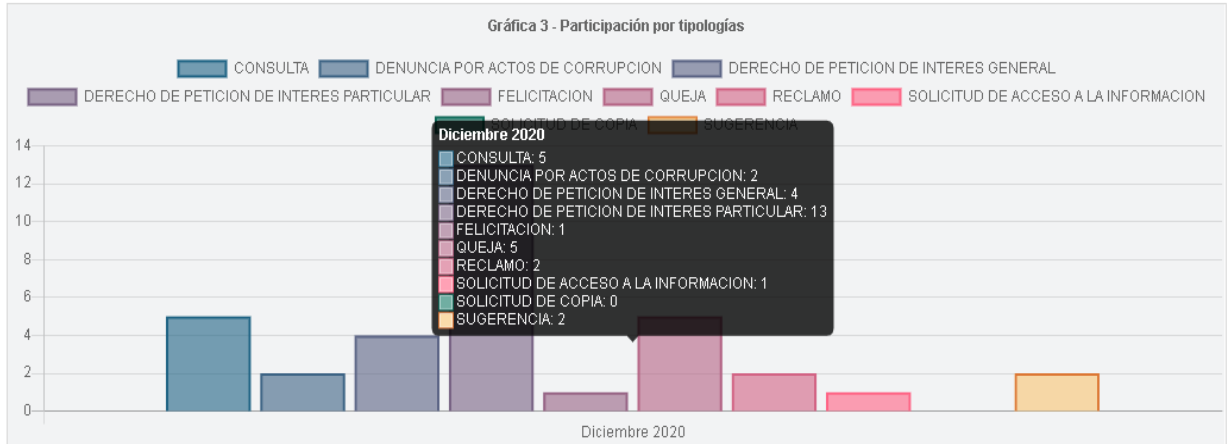 Gráfica 3 - Participación por tipologías
CONSULTA DENUNCIA POR ACTOS DE CORRUPCION DERECHO DE PETICION DE INTERES GENERAL
DERECHO DE PETICION DE INTERES PARTICULAR FELICITACION QUEJA RECLAMO SOLICITUD DE ACCESO A LA INFORMACION
SOLICITUD DE COPIA SUGERENCIA
Diciembre 2020
CONSULTA: 5
DENUNCIA POR ACTOS DE CORRUPCION: 2
DERECHO DE PETICION DE INTERES GENERAL: 4
DERECHO DE PETICION DE INTERES PARTICULAR: 13
FELICITACION: 1
QUEJA: 5
RECLAMO: 2
SOLICITUD DE ACCESO A LA INFORMACION: 1
SOLICITUD DE COPIA: 0
SUGERENCIA: 2
14
12
10
8
6
4
2
0
Diciembre 2020